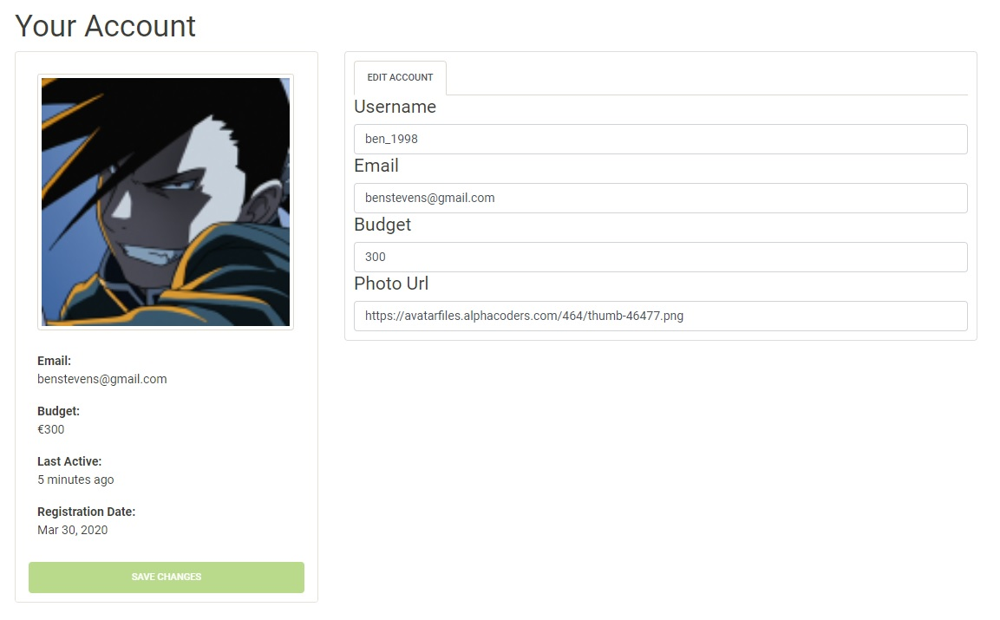 Your Account
Email:
benstevens@gmail.com
Budget:
€300
Last Active:
5 minutes ago
Registration Date:
Mar 30, 2020
SAVE CHANGES
EDIT ACCOUNT
Username
ben_1998
Email
benstevens@gmail.com
Budget
300
Photo Url
https://avatarfiles.alphacoders.com/464/thumb-46477.png